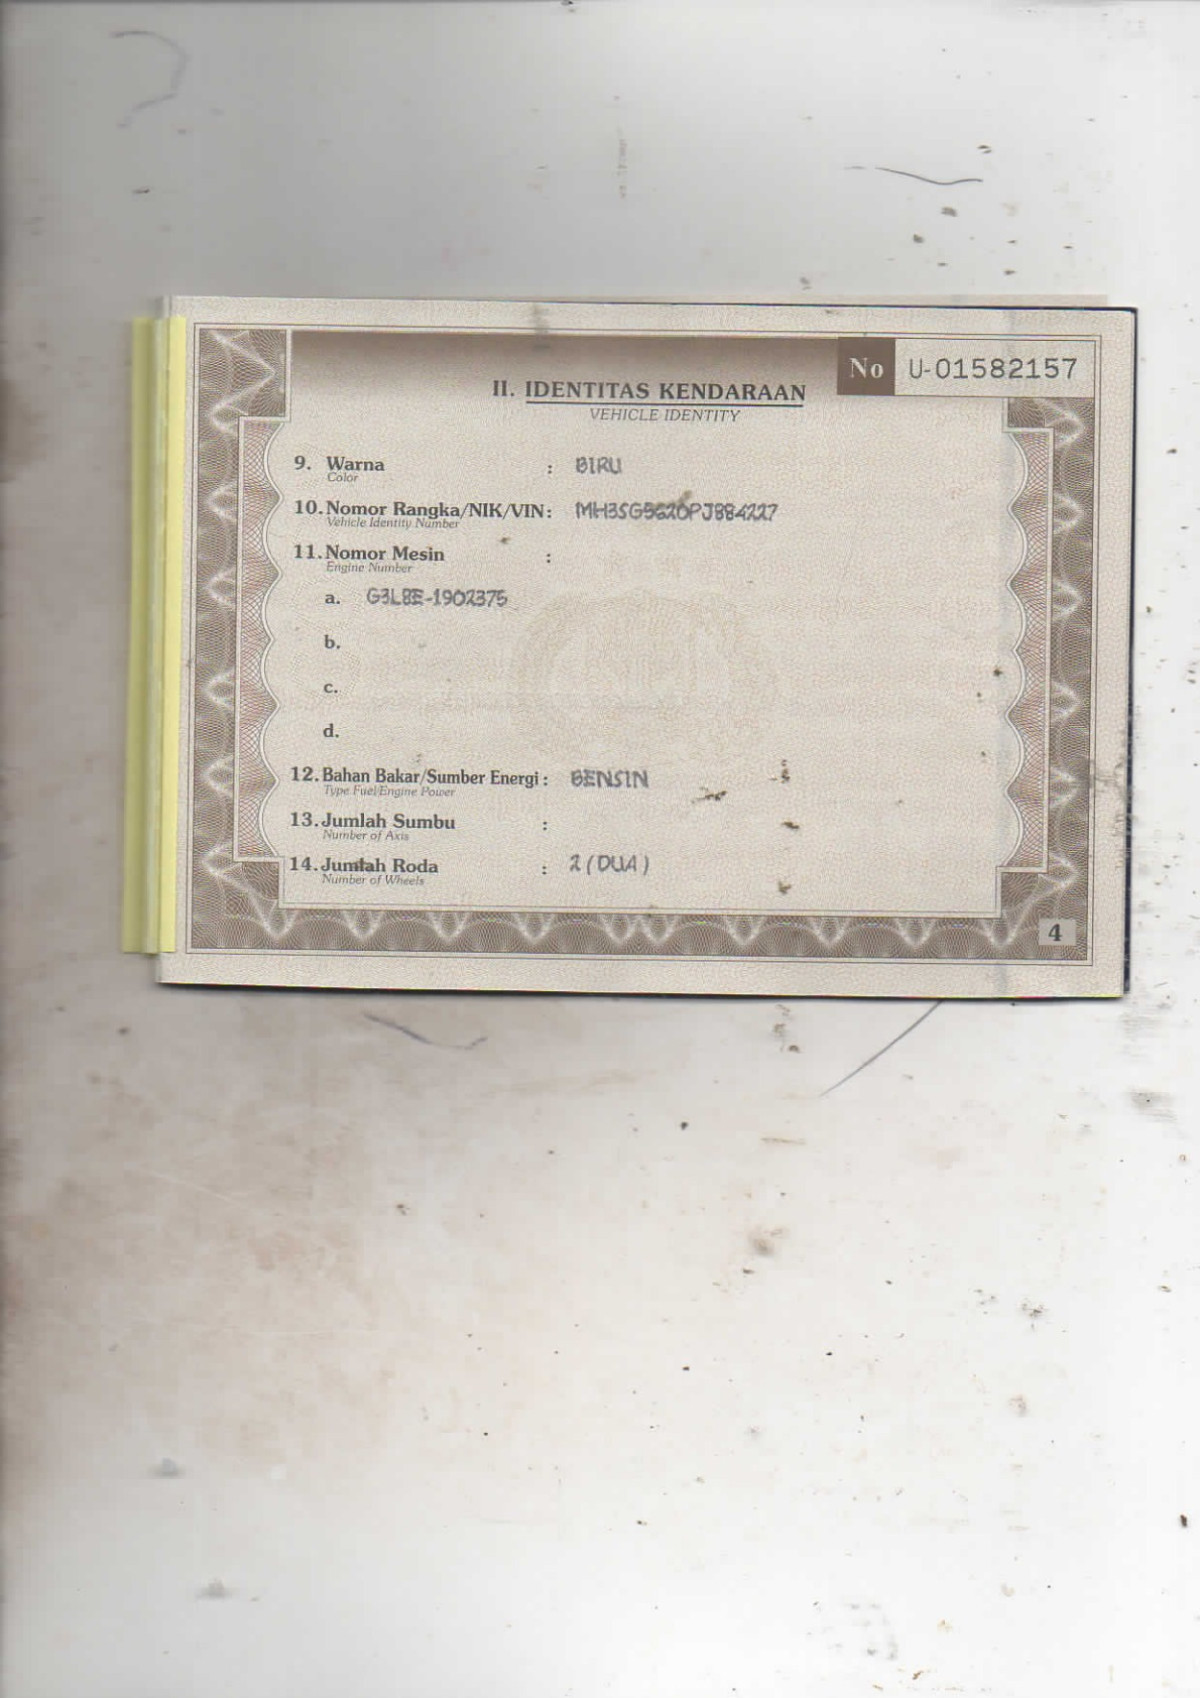 No U-01582157
II. IDENTITAS KENDARAAN
VEHICLE IDENTITY
9. Warna : BIRU
Color
10. Nomor Rangka/NIK/VIN : MH3SG5620PJ884227
Vehicle Identity Number
11. Nomor Mesin :
Engine Number
a. G3L8E-1902375
b.
c.
d.
12. Bahan Bakar/Sumber Energi : BENSIN
Type Fuel/Engine Power
13. Jumlah Sumbu :
Number of Axis
14. Jumlah Roda : 2 (DUA)
Number of Wheels
4